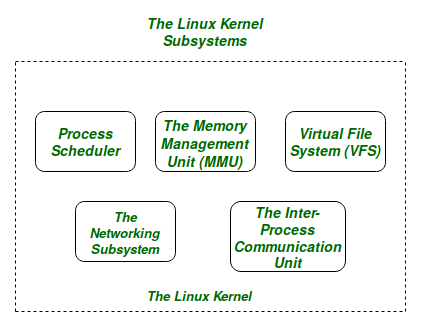 The Linux Kernel
Subsystems
Process
Scheduler
The Memory
Management
Unit (MMU)
Virtual File
System (VFS)
The
Networking
Subsystem
The Inter-
Process
Communication
Unit
The Linux Kernel